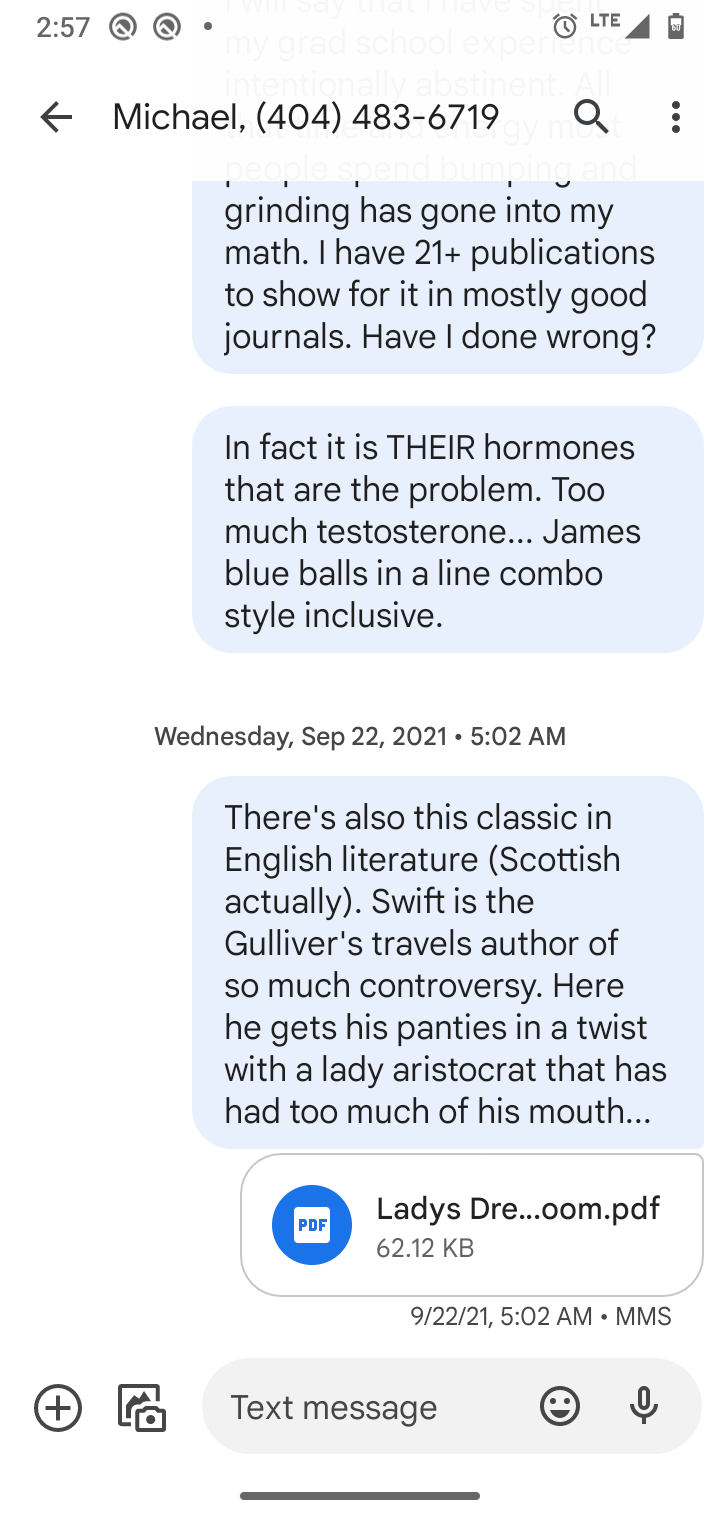 2:57
LTE
I will say that I have spent
my grad school experience
intentionally abstinent. All
Michael, (404) 483-6719
that time and energy most
people spend bumping and
grinding has gone into my
math. I have 21+ publications
to show for it in mostly good
journals. Have I done wrong?
In fact it is THEIR hormones
that are the problem. Too
much testosterone... James
blue balls in a line combo
style inclusive.
Wednesday, Sep 22, 2021 • 5:02 AM
There's also this classic in
English literature (Scottish
actually). Swift is the
Gulliver's travels author of
so much controversy. Here
he gets his panties in a twist
with a lady aristocrat that has
had too much of his mouth...
PDF
Ladys Dre...oom.pdf
62.12 KB
9/22/21, 5:02 AM • MMS
Text message